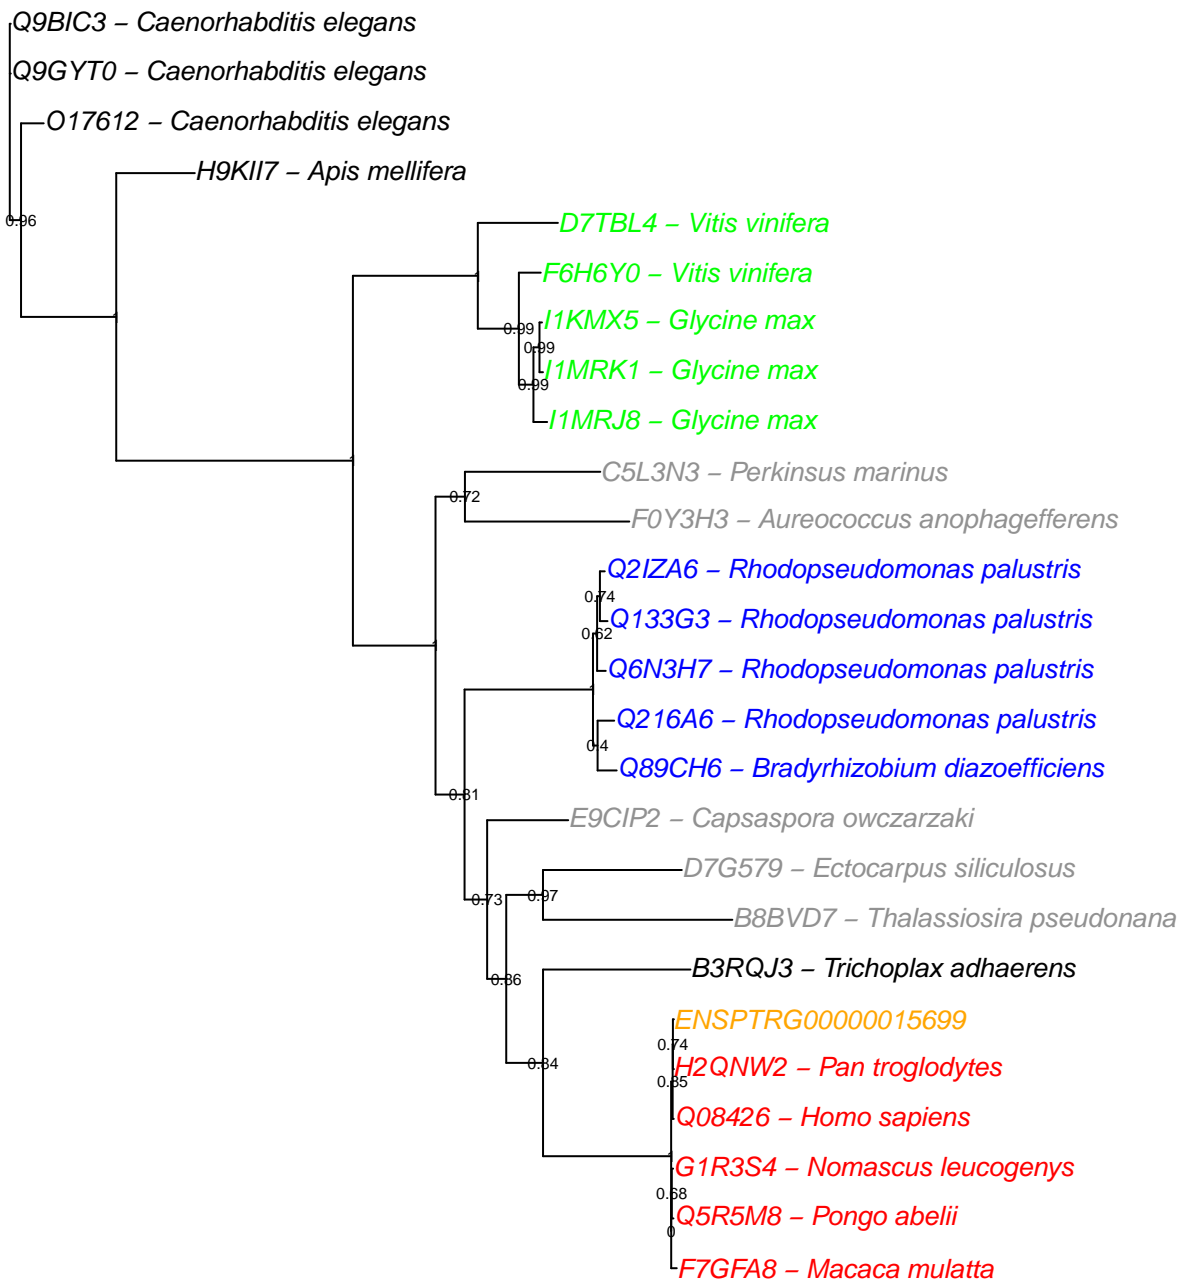 Q9BIC3 – Caenorhabditis elegans
Q9GYT0 – Caenorhabditis elegans
O17612 – Caenorhabditis elegans
H9KII7 – Apis mellifera
0.96
D7TBL4 – Vitis vinifera
1
F6H6Y0 – Vitis vinifera
1
I1KMX5 – Glycine max
0.99
0.99
I1MRK1 – Glycine max
0.99
I1MRJ8 – Glycine max
C5L3N3 – Perkinsus marinus
0.72
F0Y3H3 – Aureococcus anophagefferens
Q2IZA6 – Rhodopseudomonas palustris
0.74
Q133G3 – Rhodopseudomonas palustris
0.62
1
Q6N3H7 – Rhodopseudomonas palustris
1
Q216A6 – Rhodopseudomonas palustris
0.4
Q89CH6 – Bradyrhizobium diazoefficiens
0.81
E9CIP2 – Capsaspora owczarzaki
D7G579 – Ectocarpus siliculosus
0.97
0.73
B8BVD7 – Thalassiosira pseudonana
B3RQJ3 – Trichoplax adhaerens
0.86
ENSPTRG00000015699
0.74
0.84
H2QNW2 – Pan troglodytes
0.85
Q08426 – Homo sapiens
1
G1R3S4 – Nomascus leucogenys
0.68
Q5R5M8 – Pongo abelii
0
F7GFA8 – Macaca mulatta